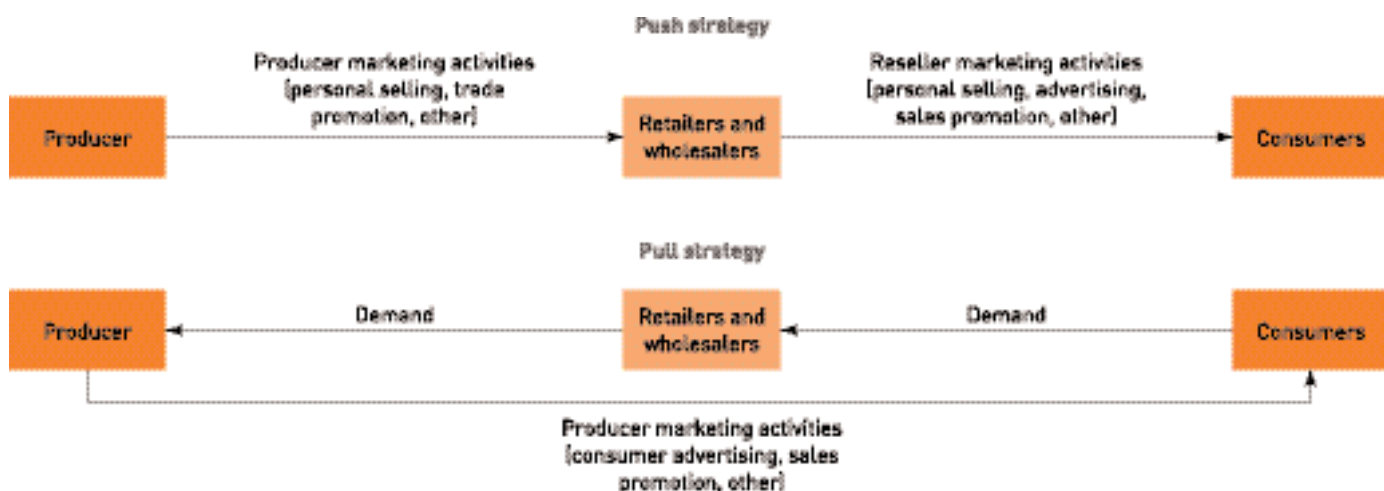 Push strategy
Producer marketing activities
(personal selling, trade
promotion, other)
Reseller marketing activities
(personal selling, advertising,
sales promotion, other)
Producer
Retailers and
wholesalers
Consumers
Pull strategy
Producer
Demand
Retailers and
wholesalers
Demand
Consumers
Producer marketing activities
(consumer advertising, sales
promotion, other)